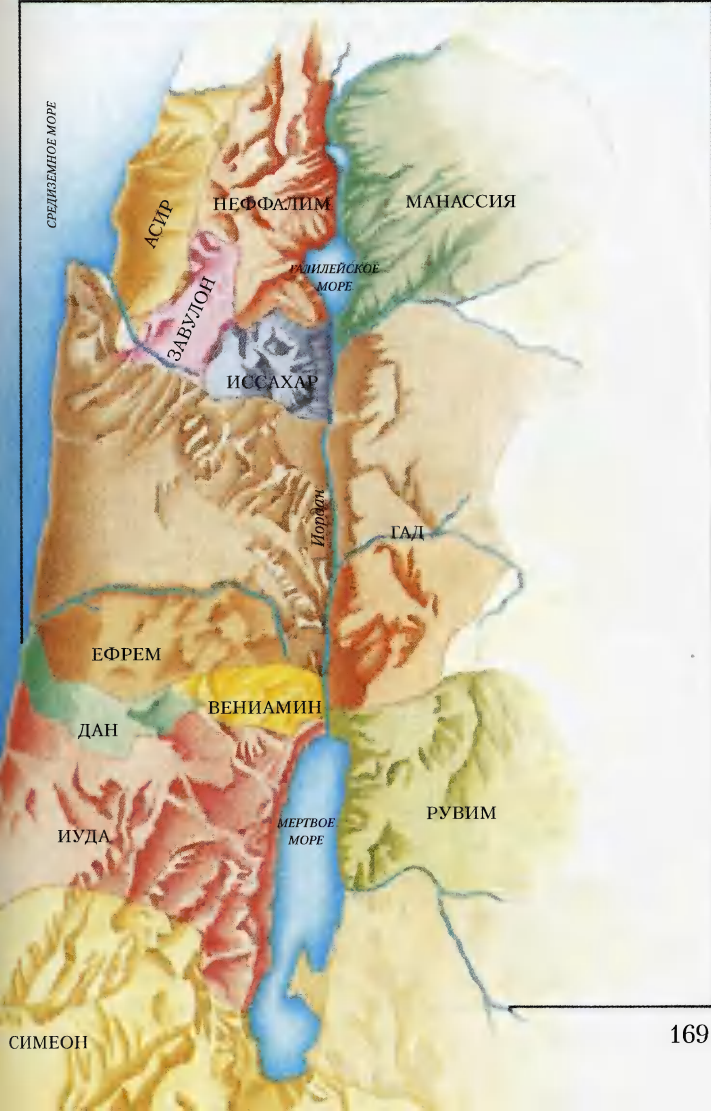 СРЕДИЗЕМНОЕ МОРЕ
АСИР
НЕФФАЛИМ
МАНАССИЯ
ГАЛИЛЕЙСКОЕ
МОРЕ
ЗАВУЛОН
ИССАХАР
Иордан
ГАД
ЕФРЕМ
ВЕНИАМИН
ДАН
МЕРТВОЕ
МОРЕ
РУВИМ
ИУДА
СИМЕОН
169